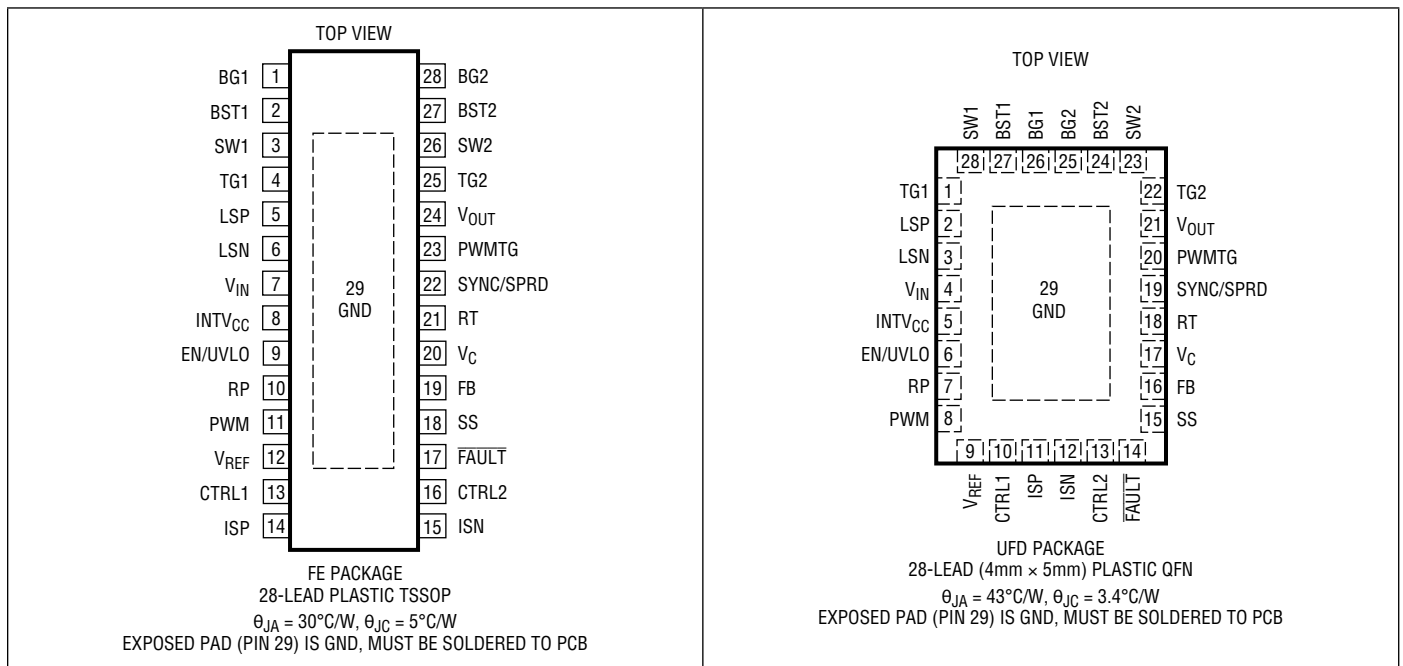 TOP VIEW
BG1 1
BST1 2
SW1 3
TG1 4
LSP 5
LSN 6
VIN 7
INTVCC 8
EN/UVLO 9
RP 10
PWM 11
VREF 12
CTRL1 13
ISP 14
28 BG2
27 BST2
26 SW2
25 TG2
24 VOUT
23 PWMTG
22 SYNC/SPRD
21 RT
20 VC
19 FB
18 SS
17 FAULT
16 CTRL2
15 ISN
29
GND
FE PACKAGE
28-LEAD PLASTIC TSSOP
θJA = 30°C/W, θJC = 5°C/W
EXPOSED PAD (PIN 29) IS GND, MUST BE SOLDERED TO PCB
TOP VIEW
SW1 BST1 BG1 BG2 BST2 SW2
28 27 26 25 24 23
TG1 1
LSP 2
LSN 3
VIN 4
INTVCC 5
EN/UVLO 6
RP 7
PWM 8
22 TG2
21 VOUT
20 PWMTG
19 SYNC/SPRD
18 RT
17 VC
16 FB
15 SS
29
GND
9 10 11 12 13 14
VREF CTRL1 ISP ISN CTRL2 FAULT
UFD PACKAGE
28-LEAD (4mm × 5mm) PLASTIC QFN
θJA = 43°C/W, θJC = 3.4°C/W
EXPOSED PAD (PIN 29) IS GND, MUST BE SOLDERED TO PCB